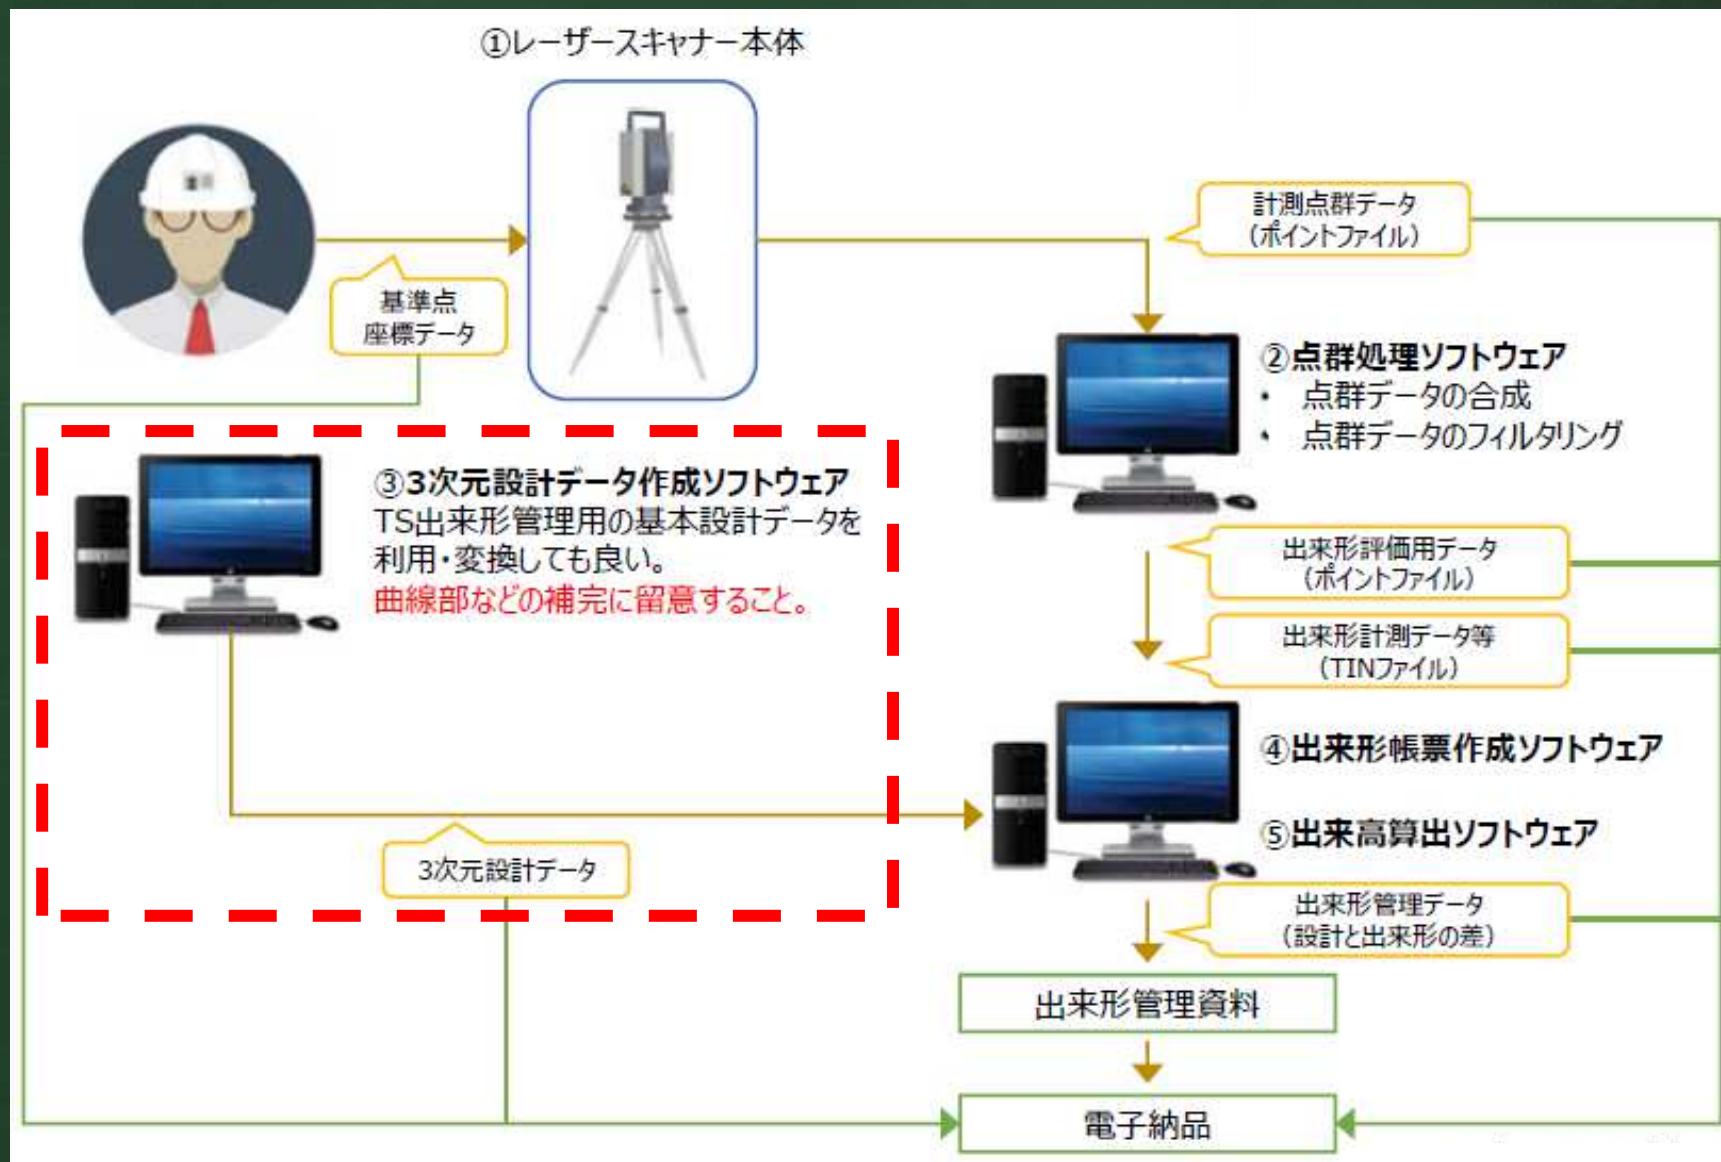 ①レーザースキャナー本体
計測点群データ
（ポイントファイル）
基準点
座標データ
②点群処理ソフトウェア
・ 点群データの合成
・ 点群データのフィルタリング
③3次元設計データ作成ソフトウェア
TS出来形管理用の基本設計データを
利用・変換しても良い。
曲線部などの補完に留意すること。
出来形評価用データ
（ポイントファイル）
出来形計測データ等
（TINファイル）
④出来形帳票作成ソフトウェア
⑤出来高算出ソフトウェア
3次元設計データ
出来形管理データ
（設計と出来形の差）
出来形管理資料
電子納品